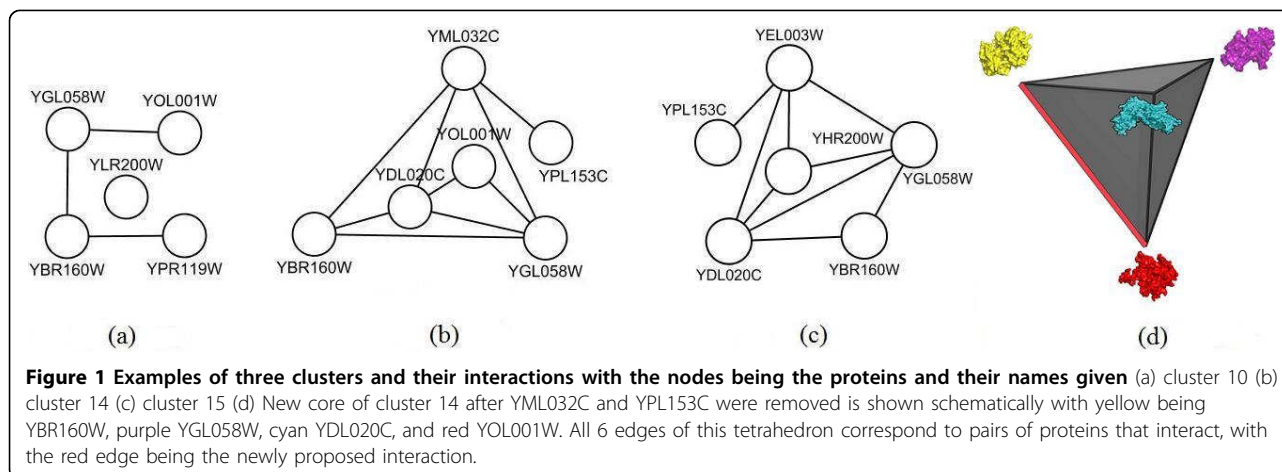 YGL058W
YOL001W
YLR200W
YBR160W
YPR119W
(a)
YML032C
YOL001W
YDL020C
YPL153C
YBR160W
YGL058W
(b)
YEL003W
YPL153C
YHR200W
YGL058W
YDL020C
YBR160W
(c)
(d)
Figure 1 Examples of three clusters and their interactions with the nodes being the proteins and their names given (a) cluster 10 (b)
cluster 14 (c) cluster 15 (d) New core of cluster 14 after YML032C and YPL153C were removed is shown schematically with yellow being
YBR160W, purple YGL058W, cyan YDL020C, and red YOL001W. All 6 edges of this tetrahedron correspond to pairs of proteins that interact, with
the red edge being the newly proposed interaction.